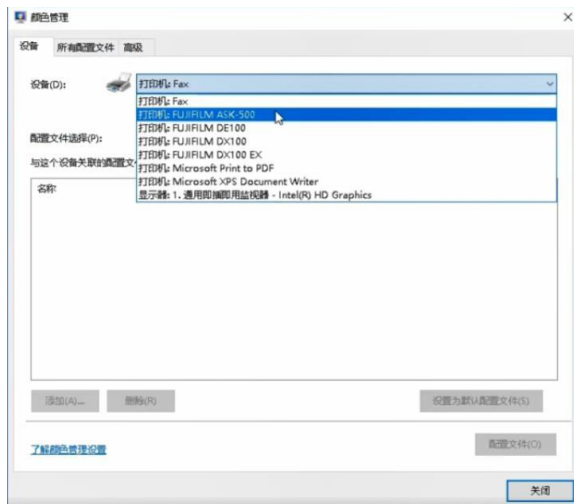 颜色管理
设备 所有配置文件 高级
设备(D): 打印机: Fax
打印机: Fax
打印机: FUJIFILM ASK-500
打印机: FUJIFILM DE100
打印机: FUJIFILM DX100
打印机: FUJIFILM DX100 EX
打印机: Microsoft Print to PDF
打印机: Microsoft XPS Document Writer
显示器: 1. 通用即插即用监视器 - Intel(R) HD Graphics
配置文件选择(P):
与这个设备关联的配置文
名称
添加(A)... 删除(R) 设置为默认配置文件(S)
了解颜色管理设置 配置文件(O)
关闭